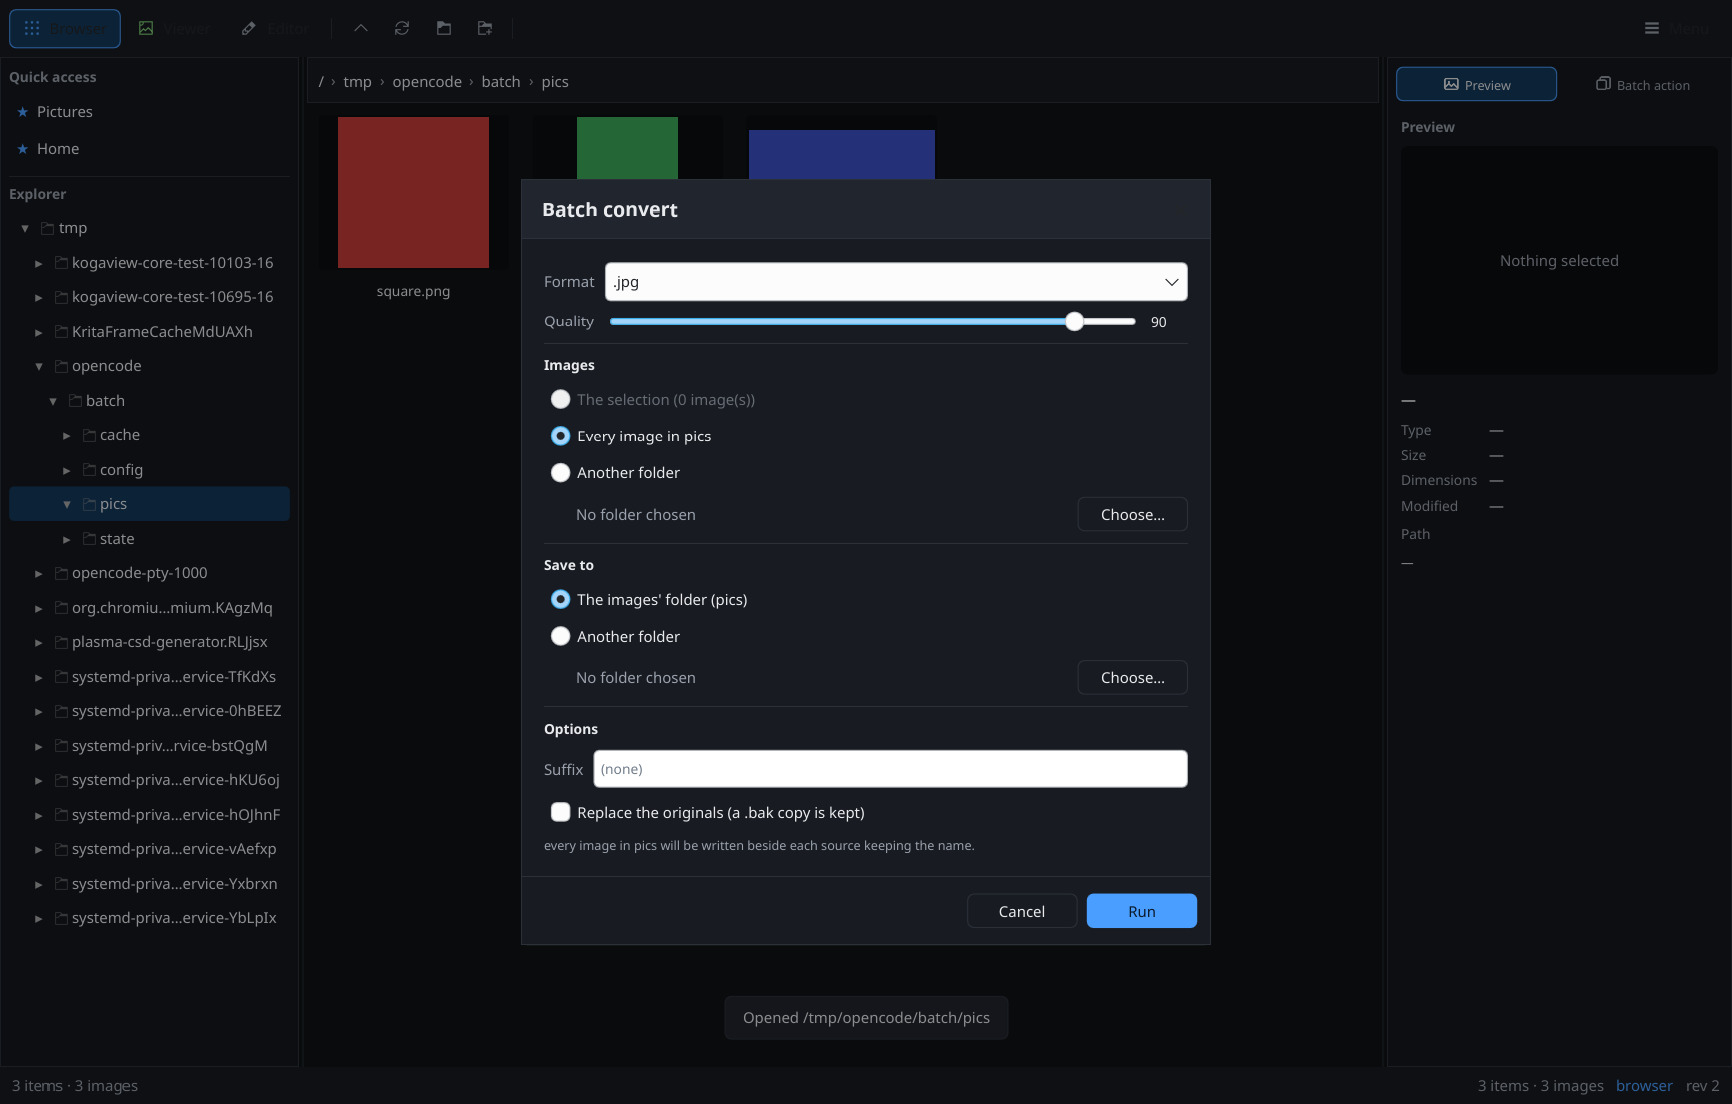 Browser
Viewer
Editor
Menu
Quick access
★ Pictures
★ Home
Explorer
▾ tmp
▸ kogaview-core-test-10103-16
▸ kogaview-core-test-10695-16
▸ KritaFrameCacheMdUAXh
▾ opencode
▾ batch
▸ cache
▸ config
▾ pics
▸ state
▸ opencode-pty-1000
▸ org.chromiu...mium.KAgzMq
▸ plasma-csd-generator.RLJjsx
▸ systemd-priva...ervice-TfKdXs
▸ systemd-priva...ervice-0hBEEZ
▸ systemd-priv...rvice-bstQgM
▸ systemd-priva...ervice-hKU6oj
▸ systemd-priva...ervice-hOJhnF
▸ systemd-priva...ervice-vAefxp
▸ systemd-priva...ervice-Yxbrxn
▸ systemd-priva...ervice-YbLpIx
/ › tmp › opencode › batch › pics
square.png
Batch convert
Format .jpg
Quality 90
Images
The selection (0 image(s))
Every image in pics
Another folder
No folder chosen Choose...
Save to
The images' folder (pics)
Another folder
No folder chosen Choose...
Options
Suffix (none)
Replace the originals (a .bak copy is kept)
every image in pics will be written beside each source keeping the name.
Cancel Run
Opened /tmp/opencode/batch/pics
Preview Batch action
Preview
Nothing selected
—
Type —
Size —
Dimensions —
Modified —
Path
—
3 items · 3 images
3 items · 3 images browser rev 2